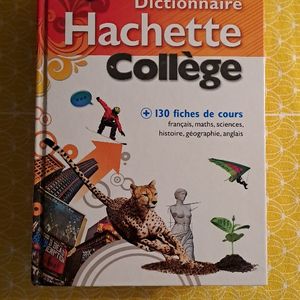 Dictionnaire
Hachette
Collège
+ 130 fiches de cours
français, maths, sciences,
histoire, géographie, anglais